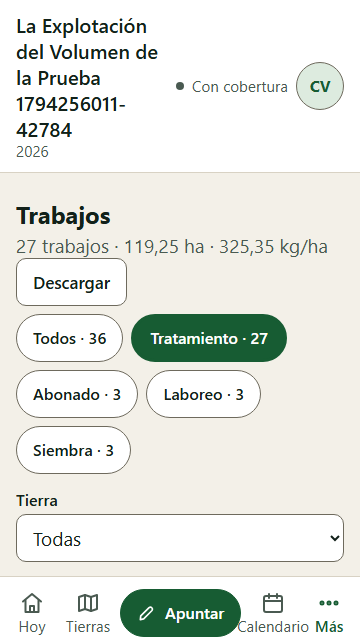 La Explotación
del Volumen de
la Prueba
1794256011-
42784
2026
Con cobertura
CV
Trabajos
27 trabajos · 119,25 ha · 325,35 kg/ha
Descargar
Todos · 36
Tratamiento · 27
Abonado · 3
Laboreo · 3
Siembra · 3
Tierra
Todas
Hoy
Tierras
Apuntar
Calendario
Más